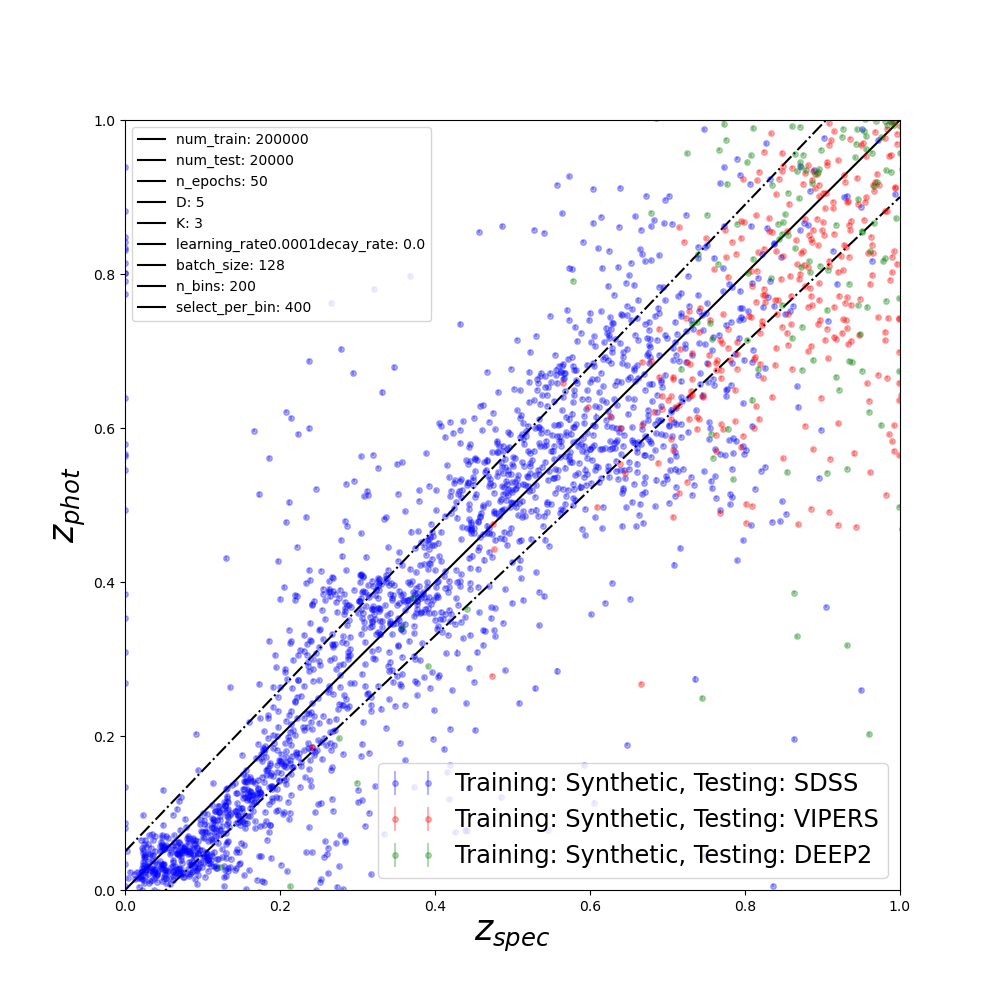 num_train: 200000
num_test: 20000
n_epochs: 50
D: 5
K: 3
learning_rate0.0001decay_rate: 0.0
batch_size: 128
n_bins: 200
select_per_bin: 400
1.0
0.8
0.6
0.4
0.2
0.0
z_phot
Training: Synthetic, Testing: SDSS
Training: Synthetic, Testing: VIPERS
Training: Synthetic, Testing: DEEP2
0.0 0.2 0.4 0.6 0.8 1.0
z_spec